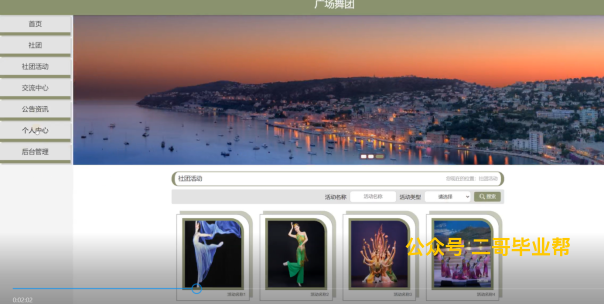 广场舞团
首页
社团
社团活动
交流中心
公告资讯
个人中心
后台管理
社团活动
您现在的位置：社团活动
活动名称 活动名称 活动类型 请选择 搜索
公众号:二哥毕业帮
活动名称1 活动名称2 活动名称3 活动名称4
0:02:02